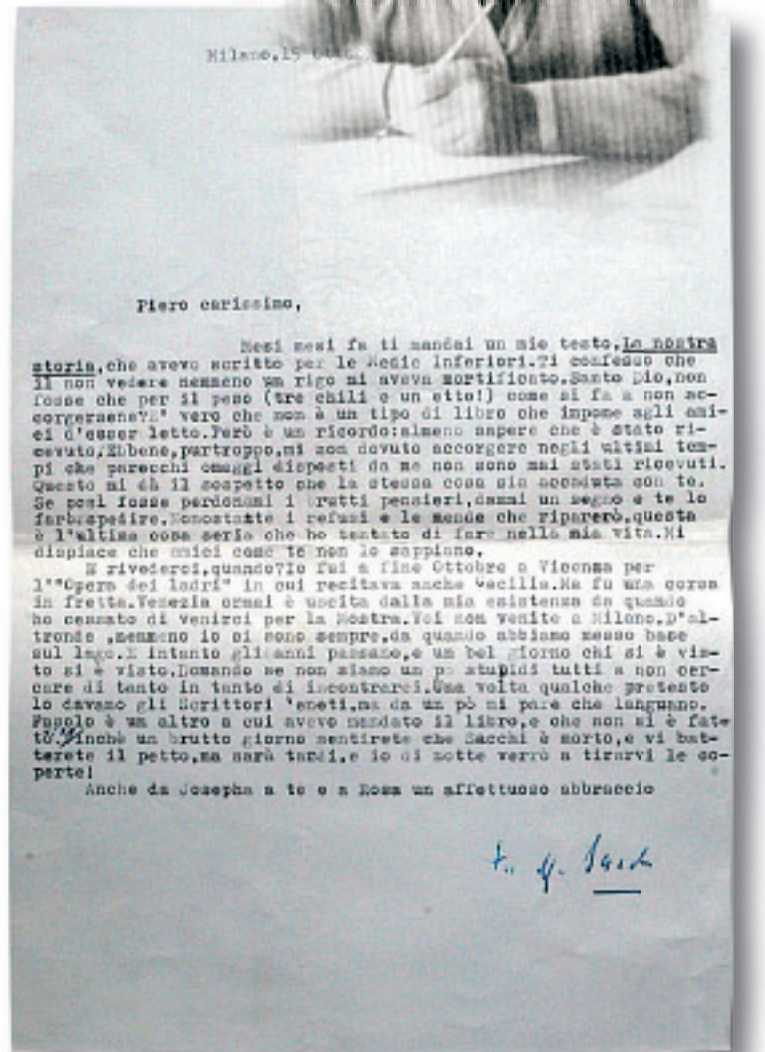 Milano,15
Piero carissimo,
Mesi mesi fa ti mandai un mio testo,La nostra
storia,che avevo scritto per le Medie Inferiori.Ti confesso che
il non vedere nemmeno un rigo mi aveva mortificato.Santo Dio,non
fosse che per il peso (tre chili e un etto!) come si fa a non ac-
corgersene?E' vero che non è un tipo di libro che impone agli ami-
ci d'esser letto.Però è un ricordo:almeno sapere che è stato ri-
cevuto.Ebbene,purtroppo,mi son dovuto accorgere negli ultimi tem-
pi che parecchi omaggi disposti da me non sono mai stati ricevuti.
Questo mi dà il sospetto che la stessa cosa sia accaduta con te.
Se così fosse perdonami i brutti pensieri,dammi un segno e te lo
farò spedire.Nonostante i refusi e le mende che riparerò,questa
è l'ultima cosa seria che ho tentato di fare nella mia vita.Mi
dispiace che amici come te non lo sappiano.
E rivederci,quando?Io fui a fine Ottobre a Vicenza per
l'"Opera dei ladri" in cui recitava anche Cecilia.Ma fu una corsa
in fretta.Venezia ormai è uscita dalla mia esistenza da quando
ho cessato di venirci per la Mostra.Voi non venite a Milano.D'al-
tronde ,nemmeno io ci sono sempre,da quando abbiamo messo base
sul lago.E intanto gli anni passano,e un bel giorno chi si è vis-
to si è visto.Domando se non siamo un pò stupidi tutti a non cer-
care di tanto in tanto di incontrarci.Una volta qualche pretesto
lo davano gli Scrittori Veneti,ma da un pò mi pare che languano.
è un altro a cui avevo mandato il libro,e che non si è fat-
to Finchè un brutto giorno sentirete che Sacchi è morto,e vi bat-
terete il petto,ma sarà tardi,e io di notte verrò a tirarvi le co-
perte!
Anche da Josepha a te e a Rosa un affettuoso abbraccio